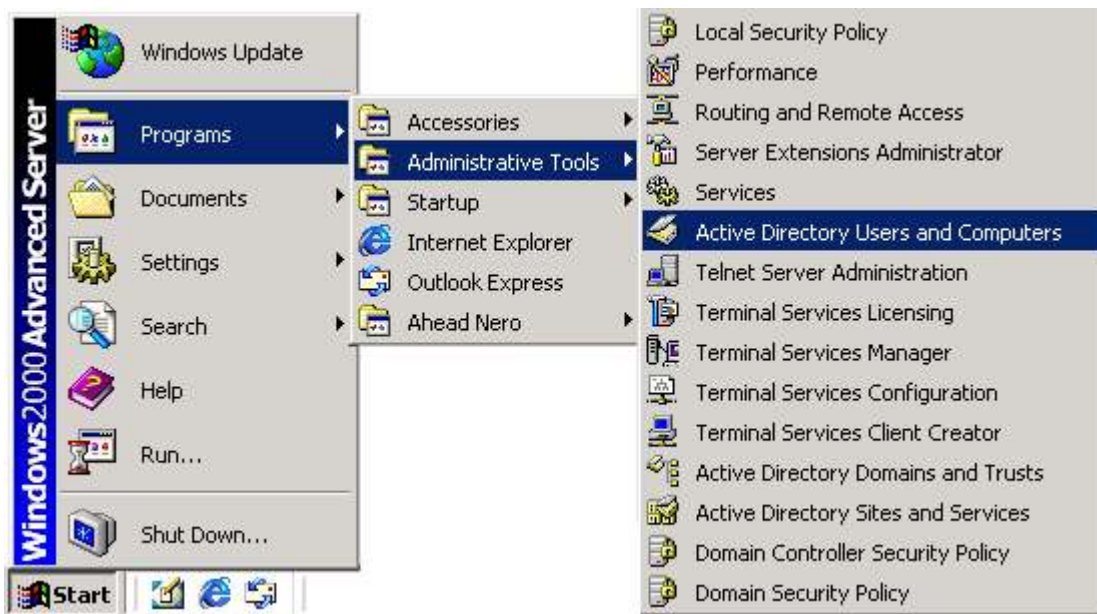 Windows2000 Advanced Server
Windows Update
Programs
Documents
Settings
Search
Help
Run...
Shut Down...
Start
Accessories
Administrative Tools
Startup
Internet Explorer
Outlook Express
Ahead Nero
Local Security Policy
Performance
Routing and Remote Access
Server Extensions Administrator
Services
Active Directory Users and Computers
Telnet Server Administration
Terminal Services Licensing
Terminal Services Manager
Terminal Services Configuration
Terminal Services Client Creator
Active Directory Domains and Trusts
Active Directory Sites and Services
Domain Controller Security Policy
Domain Security Policy